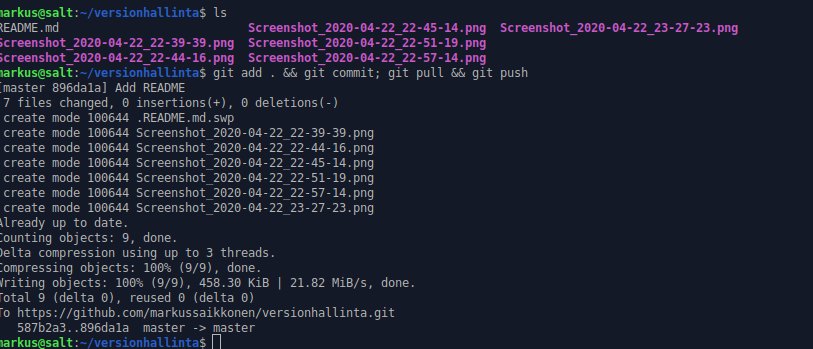 markus@salt:~/versionhallinta$ ls
README.md Screenshot_2020-04-22_22-45-14.png Screenshot_2020-04-22_23-27-23.png
Screenshot_2020-04-22_22-39-39.png Screenshot_2020-04-22_22-51-19.png
Screenshot_2020-04-22_22-44-16.png Screenshot_2020-04-22_22-57-14.png
markus@salt:~/versionhallinta$ git add . && git commit; git pull && git push
[master 896da1a] Add README
7 files changed, 0 insertions(+), 0 deletions(-)
create mode 100644 .README.md.swp
create mode 100644 Screenshot_2020-04-22_22-39-39.png
create mode 100644 Screenshot_2020-04-22_22-44-16.png
create mode 100644 Screenshot_2020-04-22_22-45-14.png
create mode 100644 Screenshot_2020-04-22_22-51-19.png
create mode 100644 Screenshot_2020-04-22_22-57-14.png
create mode 100644 Screenshot_2020-04-22_23-27-23.png
Already up to date.
Counting objects: 9, done.
Delta compression using up to 3 threads.
Compressing objects: 100% (9/9), done.
Writing objects: 100% (9/9), 458.30 KiB | 21.82 MiB/s, done.
Total 9 (delta 0), reused 0 (delta 0)
To https://github.com/markussaikkonen/versionhallinta.git
587b2a3..896da1a master -> master
markus@salt:~/versionhallinta$